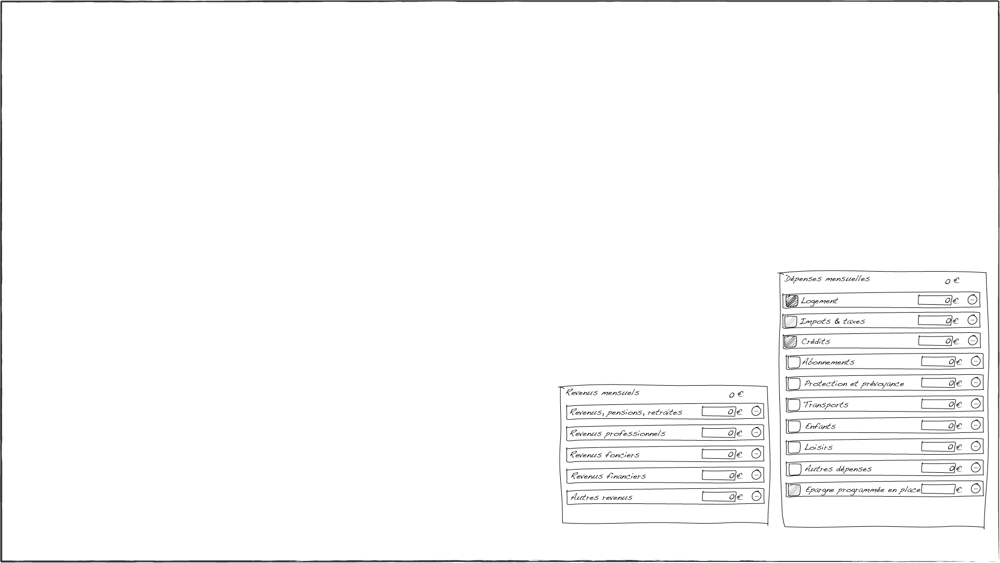 Revenus mensuels 0 €
Revenus, pensions, retraites 0 € ...
Revenus professionnels 0 € ...
Revenus fonciers 0 € ...
Revenus financiers 0 € ...
Autres revenus 0 € ...
Dépenses mensuelles 0 €
Logement 0 € ...
Impots & taxes 0 € ...
Crédits 0 € ...
Abonnements 0 € ...
Protection et prévoyance 0 € ...
Transports 0 € ...
Enfants 0 € ...
Loisirs 0 € ...
Autres dépenses 0 € ...
Epargne programmée en place € ...